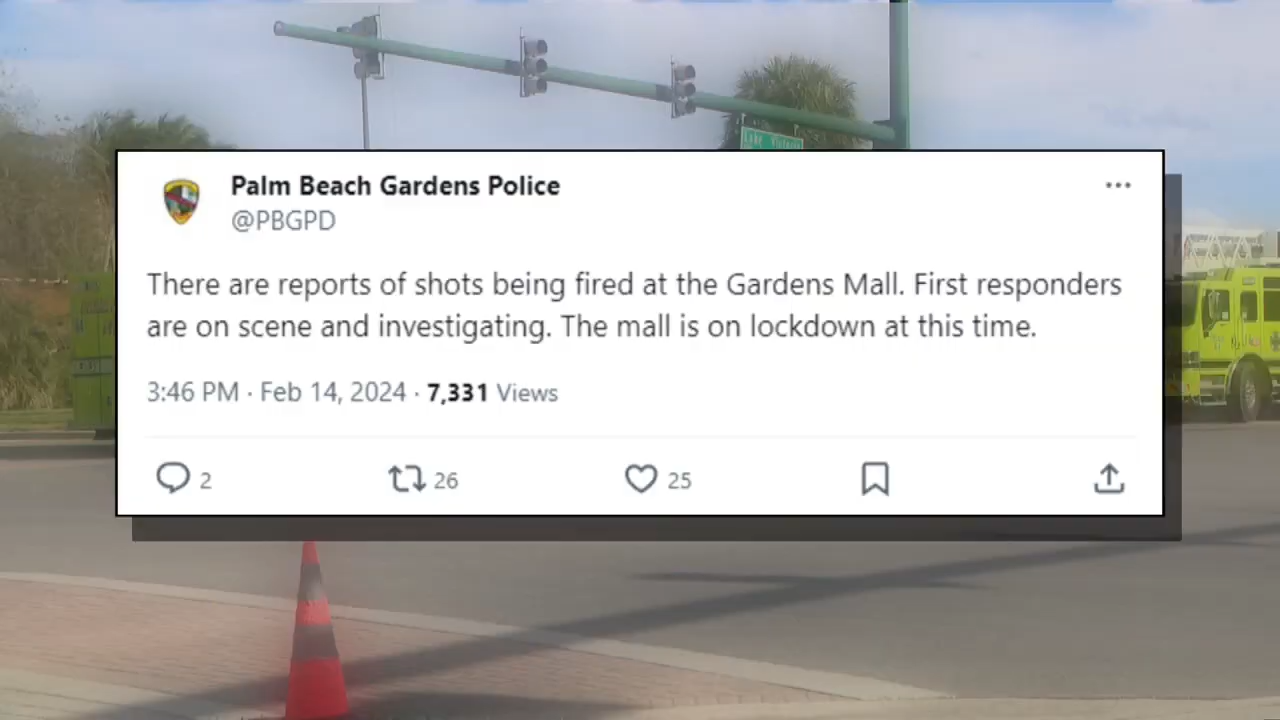 Palm Beach Gardens Police
@PBGPD
There are reports of shots being fired at the Gardens Mall. First responders
are on scene and investigating. The mall is on lockdown at this time.
3:46 PM · Feb 14, 2024 · 7,331 Views
2 26 25